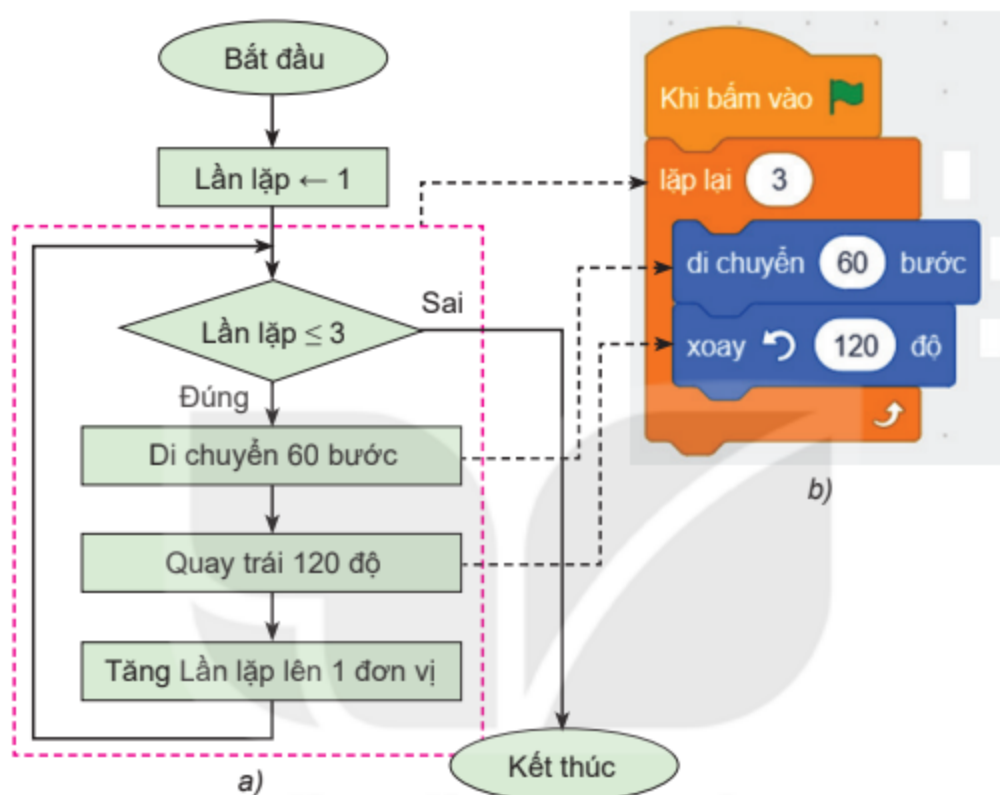 Bắt đầu
Lần lặp ← 1
Lần lặp ≤ 3
Sai
Đúng
Di chuyển 60 bước
Quay trái 120 độ
Tăng Lần lặp lên 1 đơn vị
Kết thúc
a)
Khi bấm vào
lặp lại 3
di chuyển 60 bước
xoay 120 độ
b)